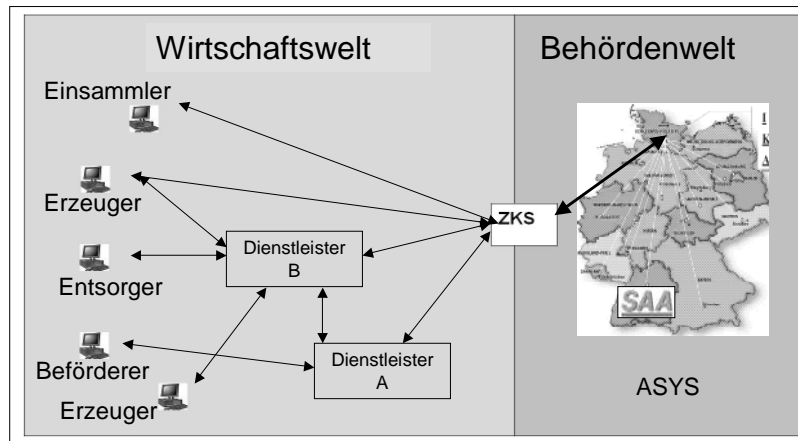 Wirtschaftswelt
Behördenwelt
Einsammler
Erzeuger
Entsorger
Beförderer
Erzeuger
Dienstleister
B
Dienstleister
A
ZKS
I
K
A
SAA
ASYS